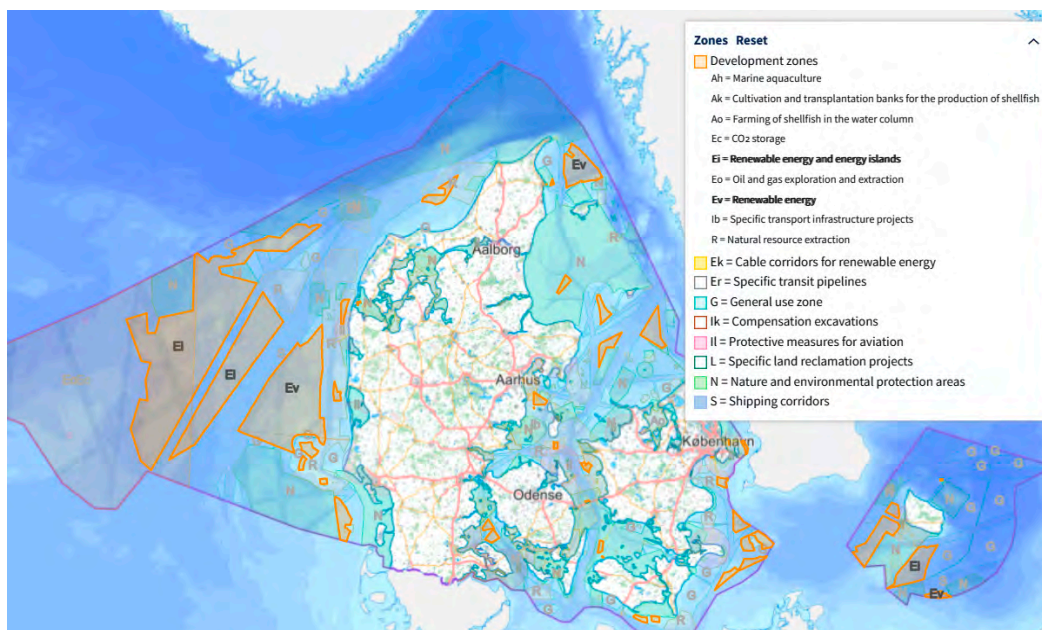 Zones Reset
Development zones
Ah = Marine aquaculture
Ak = Cultivation and transplantation banks for the production of shellfish
Ao = Farming of shellfish in the water column
Ec = CO2 storage
Ei = Renewable energy and energy islands
Eo = Oil and gas exploration and extraction
Ev = Renewable energy
Ib = Specific transport infrastructure projects
R = Natural resource extraction
Ek = Cable corridors for renewable energy
Er = Specific transit pipelines
G = General use zone
Ik = Compensation excavations
Il = Protective measures for aviation
L = Specific land reclamation projects
N = Nature and environmental protection areas
S = Shipping corridors
N
Ev
G
R
G
N
Aalborg
N
N
EI
EI
Ev
Aarhus
Ib
København
G
R
G
N
Odense
N
G
R
G
R
G
N
G
G
N
G
G
EI
N
Ev